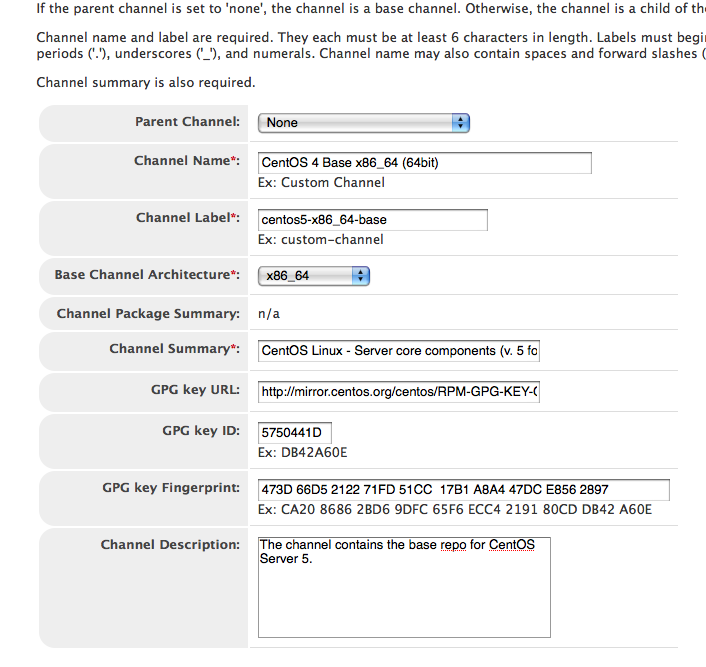 If the parent channel is set to 'none', the channel is a base channel. Otherwise, the channel is a child of
Channel name and label are required. They each must be at least 6 characters in length. Labels must
periods ('.'), underscores ('_'), and numerals. Channel name may also contain spaces and forward slashes (
Channel summary is also required.
Parent Channel: None
Channel Name*: CentOS 4 Base x86_64 (64bit)
Ex: Custom Channel
Channel Label*: centos5-x86_64-base
Ex: custom-channel
Base Channel Architecture*: x86_64
Channel Package Summary: n/a
Channel Summary*: CentOS Linux - Server core components (v. 5 fo
GPG key URL: http://mirror.centos.org/centos/RPM-GPG-KEY-
GPG key ID: 5750441D
Ex: DB42A60E
GPG key Fingerprint: 473D 66D5 2122 71FD 51CC 17B1 A8A4 47DC E856 2897
Ex: CA20 8686 2BD6 9DFC 65F6 ECC4 2191 80CD DB42 A60E
Channel Description: The channel contains the base repo for CentOS
Server 5.